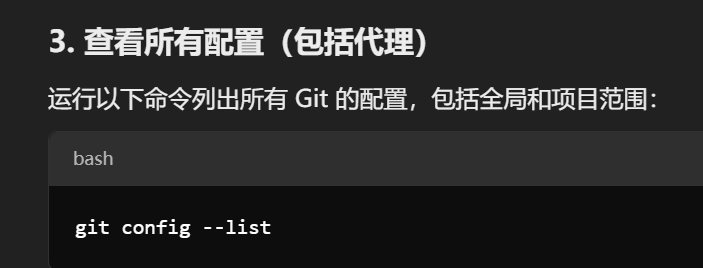 3. 查看所有配置（包括代理）
运行以下命令列出所有 Git 的配置，包括全局和项目范围：
bash
git config --list